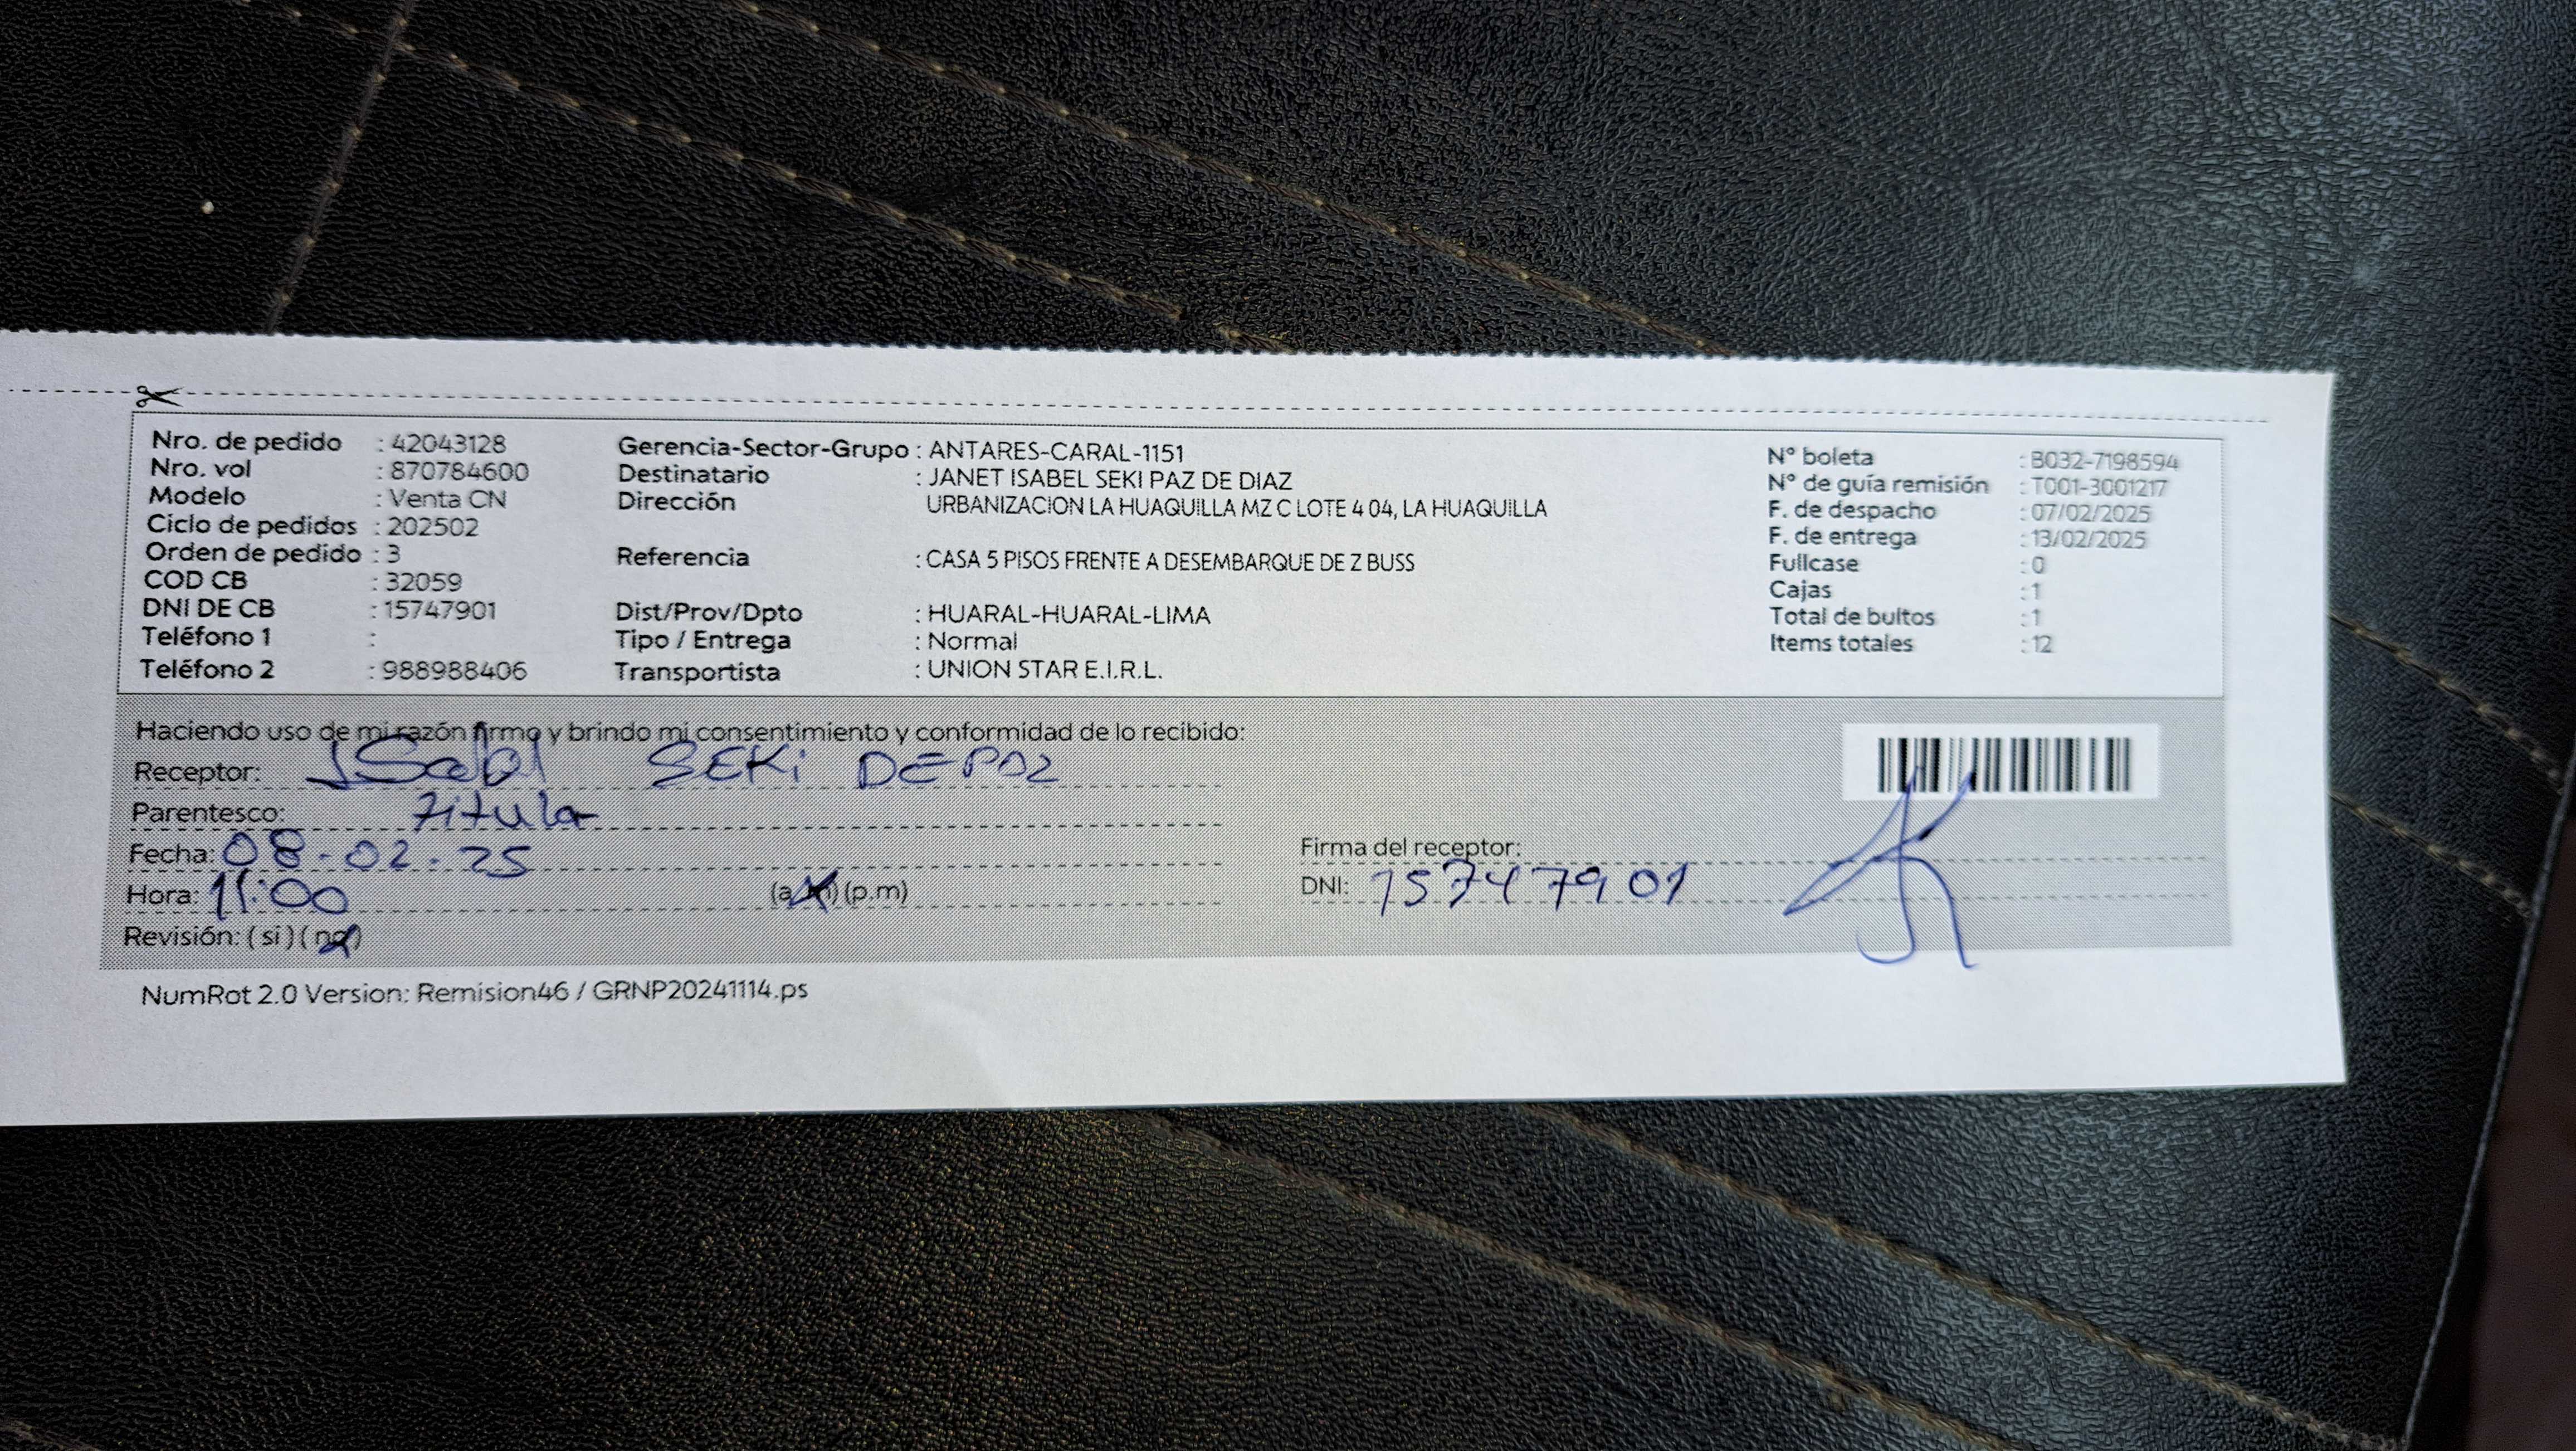 Nro. de pedido : 42043128
Nro. vol : 870784600
Modelo : Venta CN
Ciclo de pedidos : 202502
Orden de pedido : 3
COD CB : 32059
DNI DE CB : 15747901
Teléfono 1 :
Teléfono 2 : 988988406
Gerencia-Sector-Grupo : ANTARES-CARAL-1151
Destinatario : JANET ISABEL SEKI PAZ DE DIAZ
Dirección URBANIZACION LA HUAQUILLA MZ C LOTE 4 04, LA HUAQUILLA
Referencia : CASA 5 PISOS FRENTE A DESEMBARQUE DE Z BUSS
Dist/Prov/Dpto : HUARAL-HUARAL-LIMA
Tipo / Entrega : Normal
Transportista : UNION STAR E.I.R.L.
N° boleta : B032-7198594
N° de guía remisión : T001-3001217
F. de despacho : 07/02/2025
F. de entrega : 13/02/2025
Fullcase : 0
Cajas : 1
Total de bultos : 1
Items totales : 12
Haciendo uso de mi razón firmo y brindo mi consentimiento y conformidad de lo recibido:
Receptor: ISabel SEKi DE PAZ
Parentesco: titula
Fecha: 08-02-25
Hora: 11:00 (a.m) (p.m)
Revisión: (si) (no)
Firma del receptor:
DNI: 15747901
NumRot 2.0 Version: Remision46 / GRNP20241114.ps